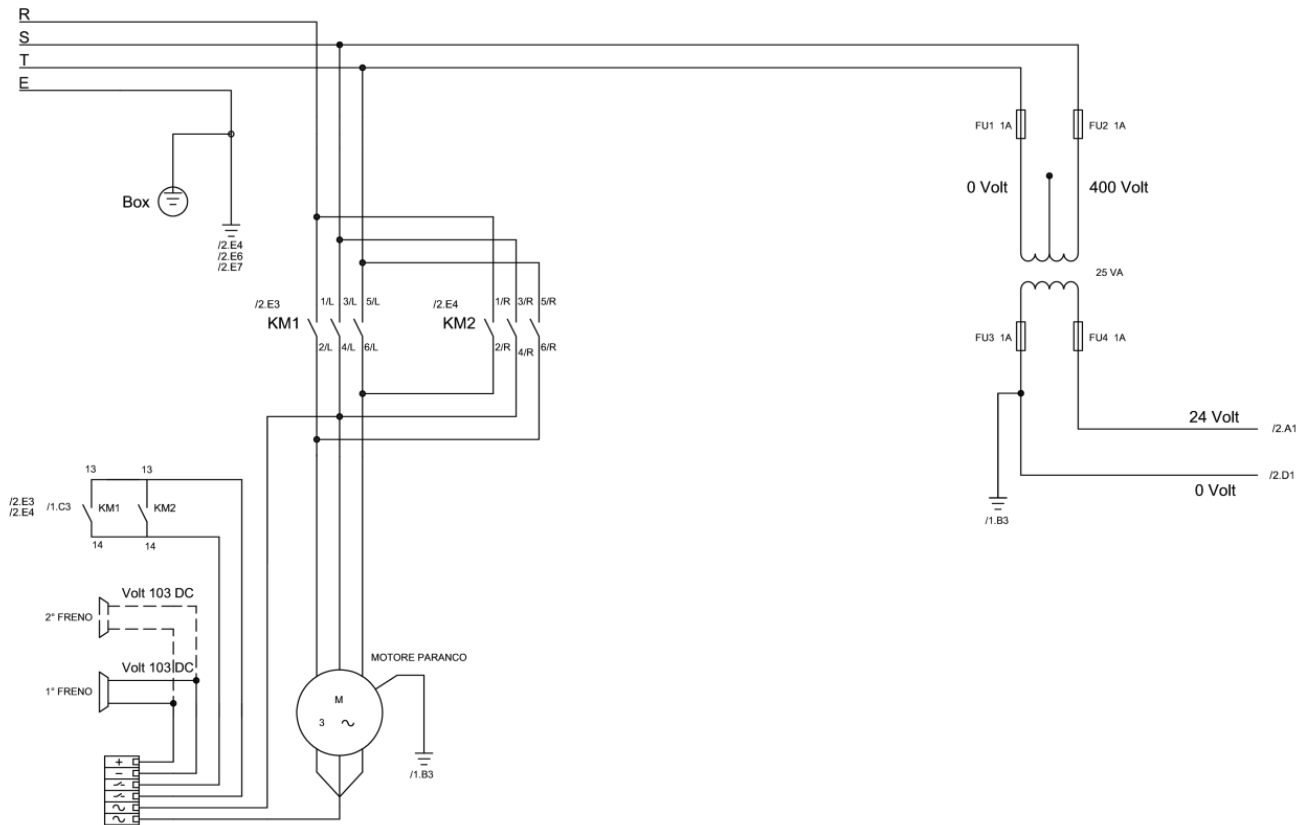 R
S
T
E
Box
/2.E4
/2.E6
/2.E7
FU1 1A
FU2 1A
0 Volt
400 Volt
25 VA
/2.E3
KM1
1/L 3/L 5/L
2/L 4/L 6/L
/2.E4
KM2
1/R 3/R 5/R
2/R 4/R 6/R
FU3 1A
FU4 1A
24 Volt
/2.A1
0 Volt
/2.D1
/1.B3
13 13
/2.E3
/2.E4
/1.C3
KM1
KM2
14 14
Volt 103 DC
2° FRENO
Volt 103 DC
1° FRENO
MOTORE PARANCO
M
3 ~
/1.B3
+
-
~
~